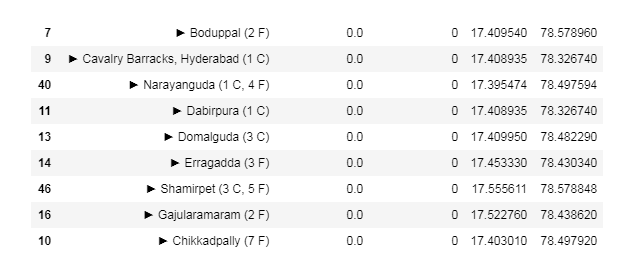 7 ► Boduppal (2 F) 0.0 0 17.409540 78.578960
9 ► Cavalry Barracks, Hyderabad (1 C) 0.0 0 17.408935 78.326740
40 ► Narayanguda (1 C, 4 F) 0.0 0 17.395474 78.497594
11 ► Dabirpura (1 C) 0.0 0 17.408935 78.326740
13 ► Domalguda (3 C) 0.0 0 17.409950 78.482290
14 ► Erragadda (3 F) 0.0 0 17.453330 78.430340
46 ► Shamirpet (3 C, 5 F) 0.0 0 17.555611 78.578848
16 ► Gajularamaram (2 F) 0.0 0 17.522760 78.438620
10 ► Chikkadpally (7 F) 0.0 0 17.403010 78.497920